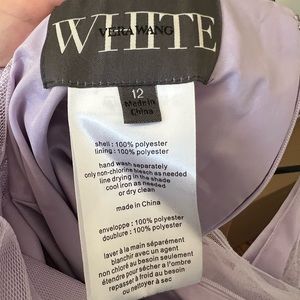 WHITE
VERA WANG
12
Made in
China
shell : 100% polyester
lining : 100% polyester
hand wash separately
only non-chlorine bleach as needed
line drying in the shade
cool iron as needed
or dry clean
made in China
enveloppe : 100% polyester
doublure : 100% polyester
laver à la main séparément
blanchir avec un agent
non chloré au besoin seulement
étendre pour sécher a l'ombre
repasser à froid au besoin
ou nettoyer à sec